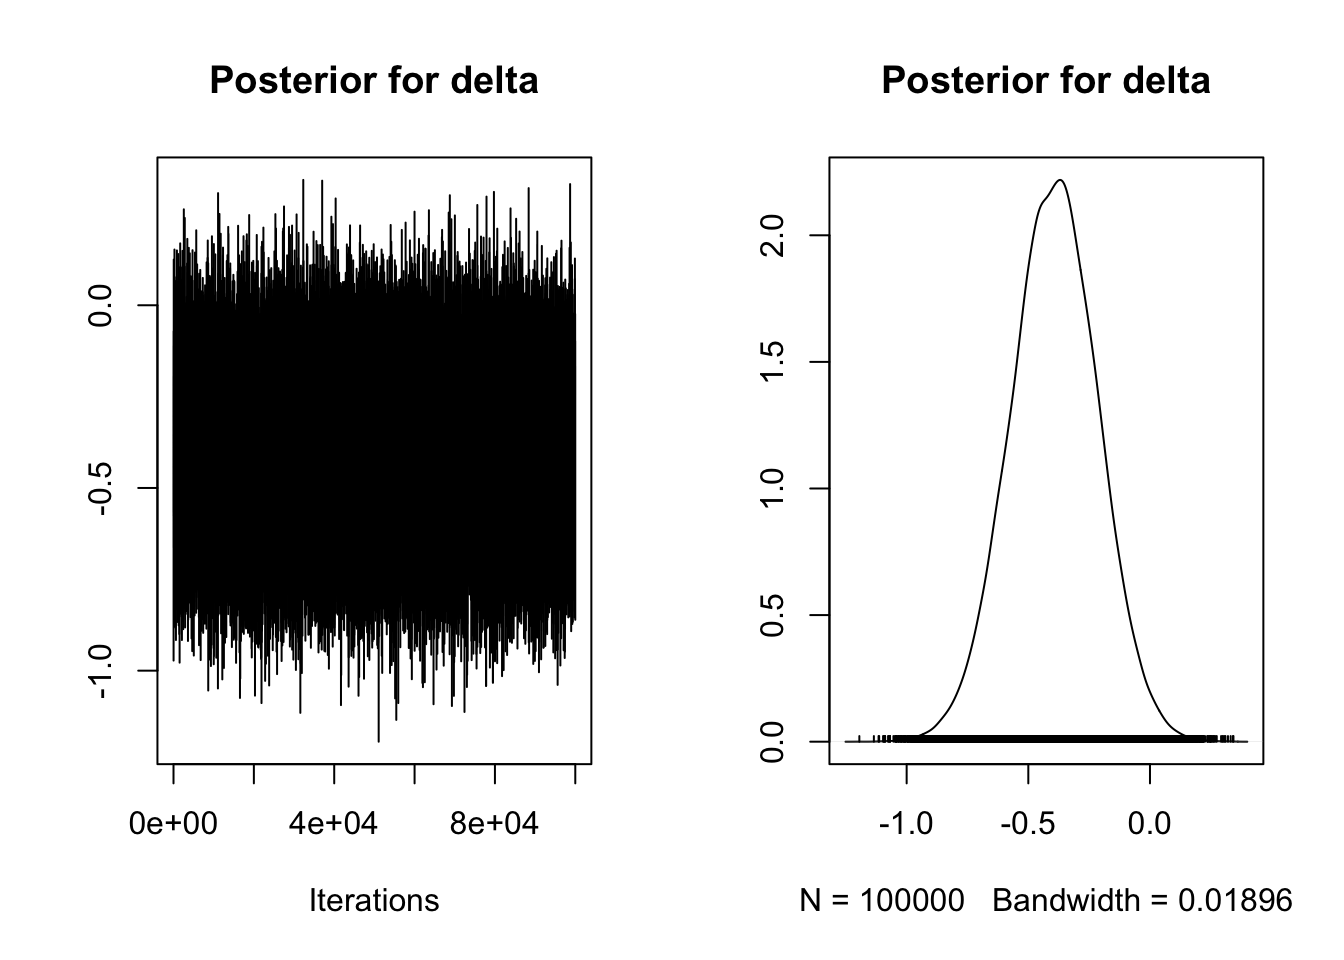 Posterior for delta
0.0
-0.5
-1.0
0e+00 4e+04 8e+04
Iterations
Posterior for delta
2.0
1.5
1.0
0.5
0.0
-1.0 -0.5 0.0
N = 100000 Bandwidth = 0.01896